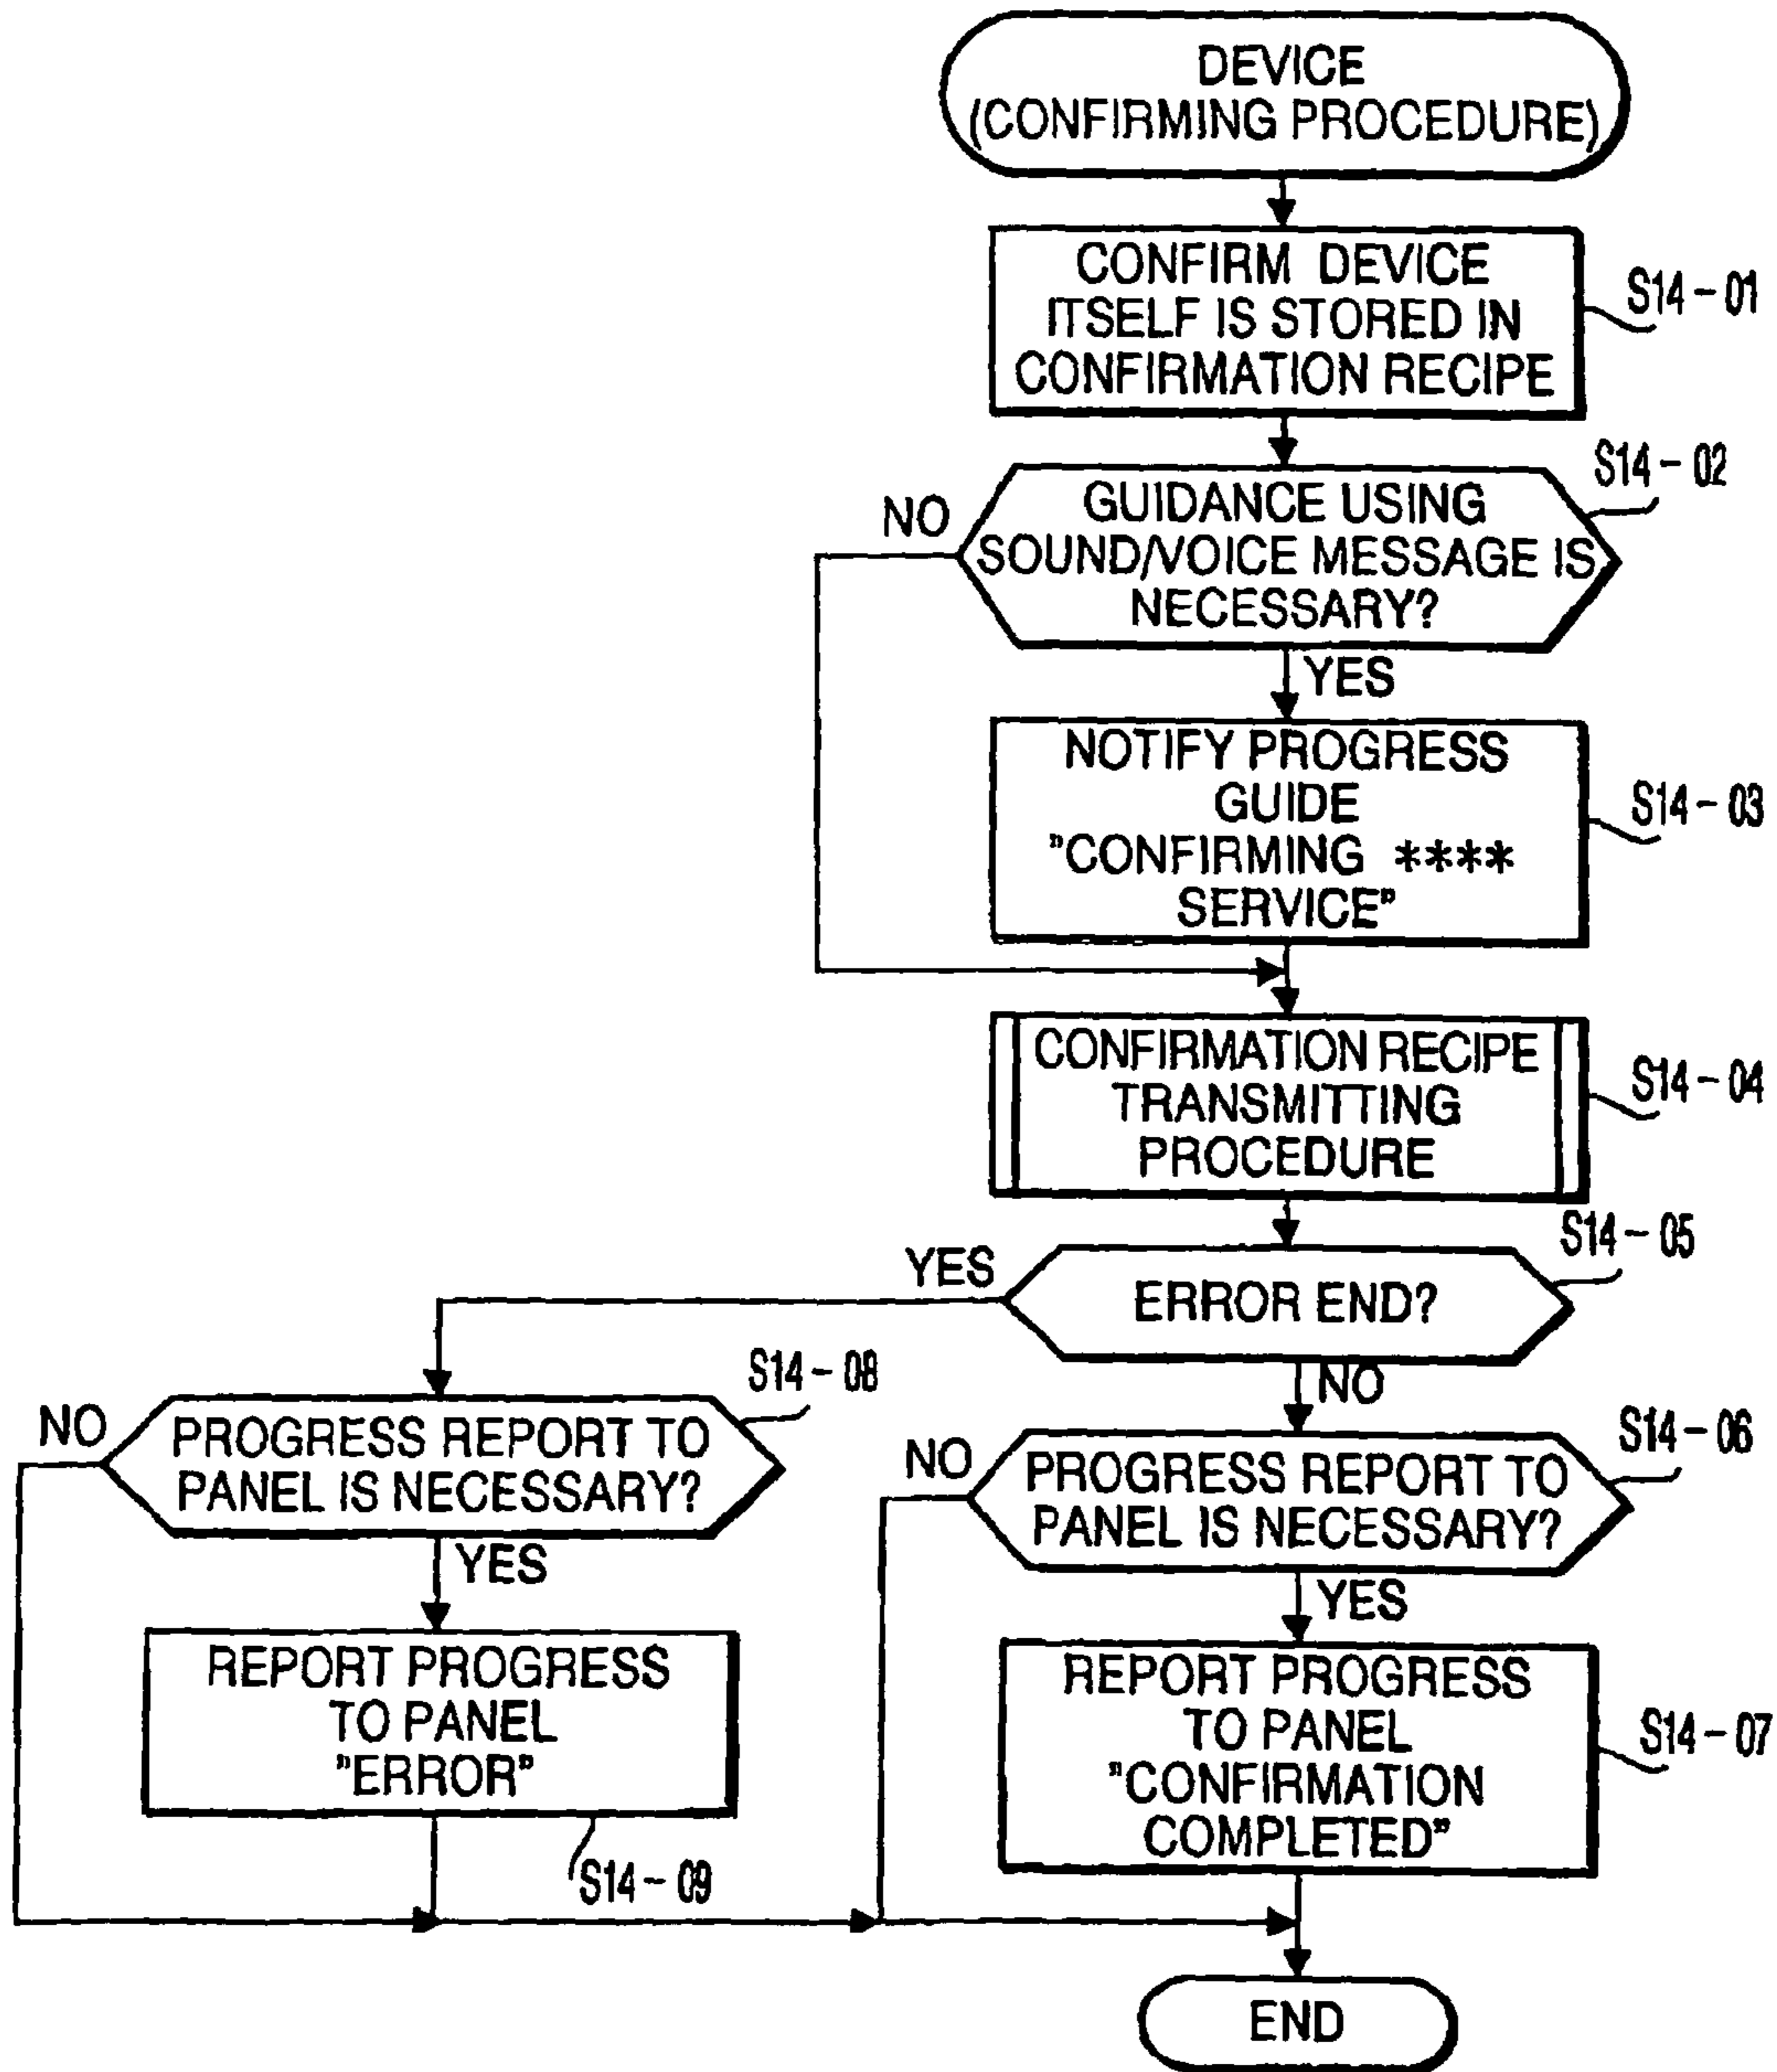 DEVICE
(CONFIRMING PROCEDURE)
CONFIRM DEVICE
ITSELF IS STORED IN
CONFIRMATION RECIPE
S14-01
S14-02
NO
GUIDANCE USING
SOUND/VOICE MESSAGE IS
NECESSARY?
YES
NOTIFY PROGRESS
GUIDE
"CONFIRMING ****
SERVICE"
S14-03
CONFIRMATION RECIPE
TRANSMITTING
PROCEDURE
S14-04
S14-05
YES
ERROR END?
NO
S14-08
NO
PROGRESS REPORT TO
PANEL IS NECESSARY?
YES
S14-06
NO
PROGRESS REPORT TO
PANEL IS NECESSARY?
YES
REPORT PROGRESS
TO PANEL
"ERROR"
S14-09
REPORT PROGRESS
TO PANEL
"CONFIRMATION
COMPLETED"
S14-07
END